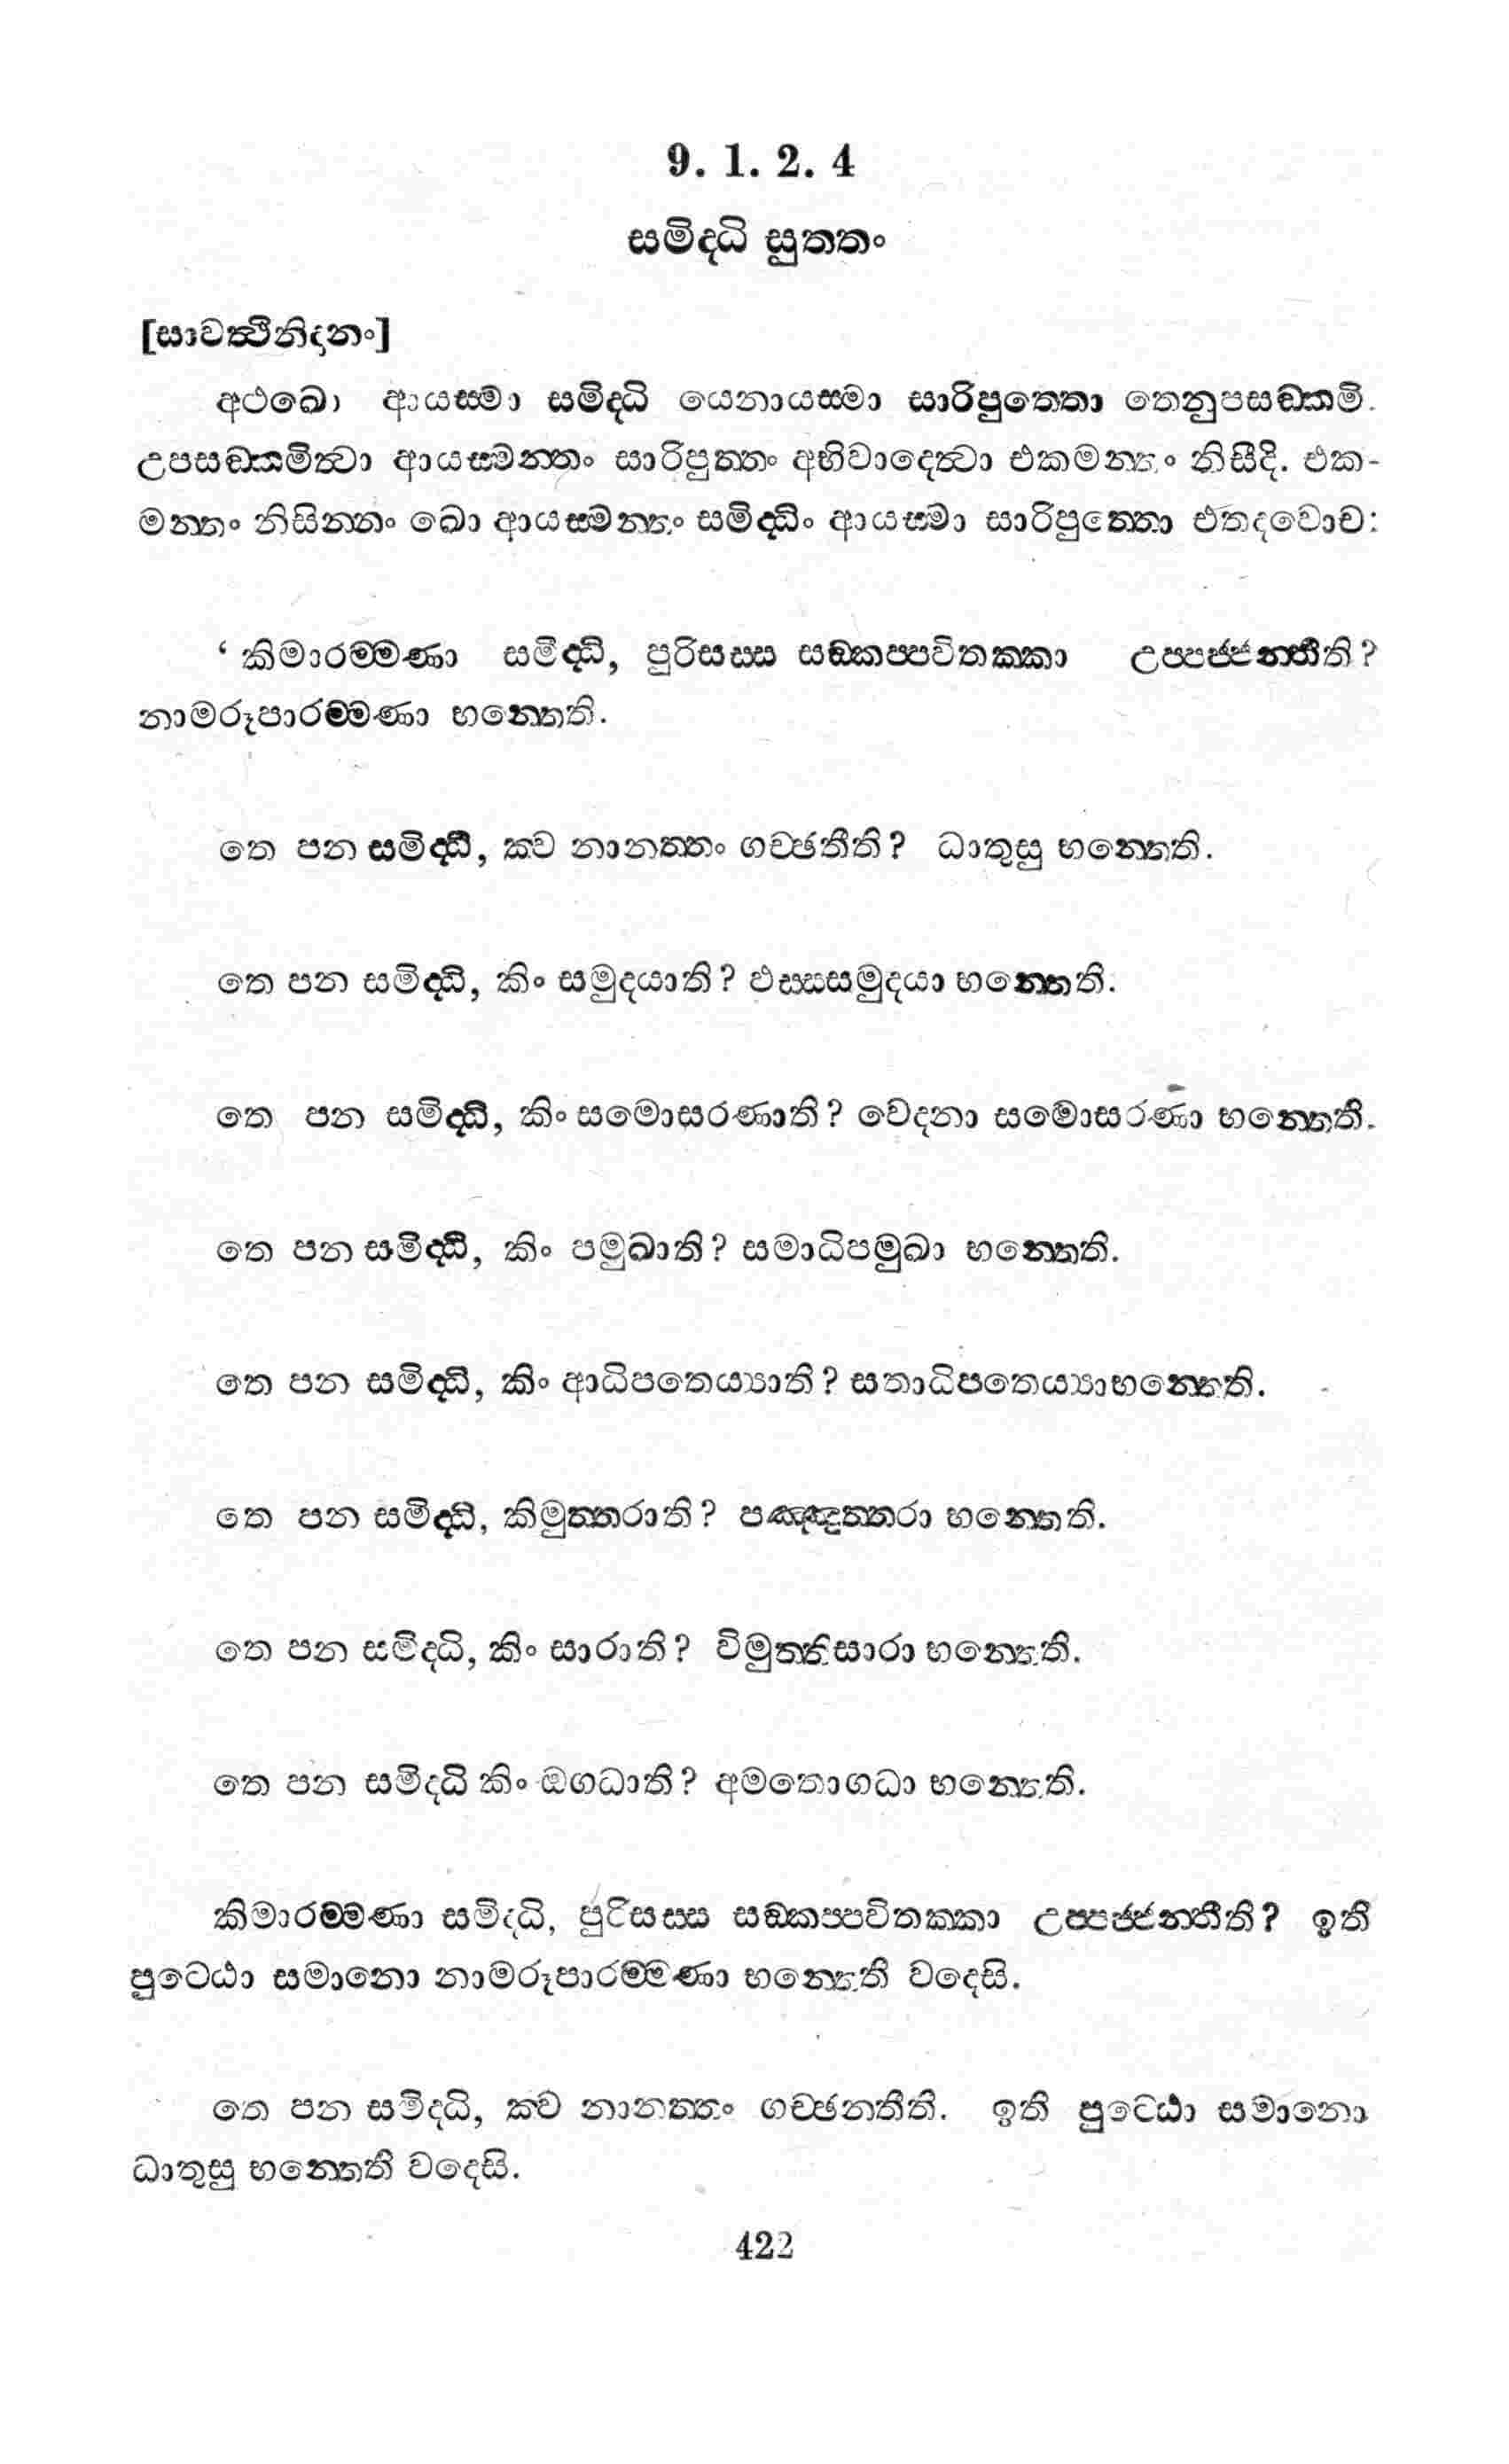 9. 1. 2. 4
සමිද්ධි සුත්තං
[සාවත්ථිනිදානං]
අථඛො ආයස්මා සමිද්ධි යෙනායස්මා සාරිපුත්තො තෙනුපසඞ්කමි.
උපසඞ්කමිත්වා ආයස්මන්තං සාරිපුත්තං අභිවාදෙත්වා එකමන්තං නිසීදි. එක-
මන්තං නිසින්නං ඛො ආයස්මන්තං සමිද්ධිං ආයස්මා සාරිපුත්තො එතදවොච:
‘ කිමාරම්මණා සමිද්ධි, පුරිසස්ස සඞ්කප්පවිතක්කා උප්පජ්ජන්තීති?
නාමරූපාරම්මණා භන්තෙති.
තෙ පන සමිද්ධි, ක්ව නානත්තං ගච්ඡතීති? ධාතුසු භන්තෙති.
තෙ පන සමිද්ධි, කිං සමුදයාති? ඵස්සසමුදයා භන්තෙති.
තෙ පන සමිද්ධි, කිං සමොසරණාති? වේදනා සමොසරණා භන්තෙති.
තෙ පන සමිද්ධි, කිං පමුඛාති? සමාධිපමුඛා භන්තෙති.
තෙ පන සමිද්ධි, කිං ආධිපතෙය්‍යාති? සතාධිපතෙය්‍යාභන්තෙති.
තෙ පන සමිද්ධි, කිමුත්තරාති? පඤ්ඤුත්තරා භන්තෙති.
තෙ පන සමිද්ධි, කිං සාරාති? විමුත්තිසාරා භන්තෙති.
තෙ පන සමිද්ධි කිං ඔගධාති? අමතොගධා භන්තෙති.
කිමාරම්මණා සමිද්ධි, පුරිසස්ස සඞ්කප්පවිතක්කා උප්පජ්ජන්තීති? ඉති
පුට්ඨො සමානො නාමරූපාරම්මණා භන්තෙති වදෙසි.
තෙ පන සමිද්ධි, ක්ව නානත්තං ගච්ඡන්තීති. ඉති පුට්ඨො සමානො
ධාතුසු භන්තෙති වදෙසි.
422